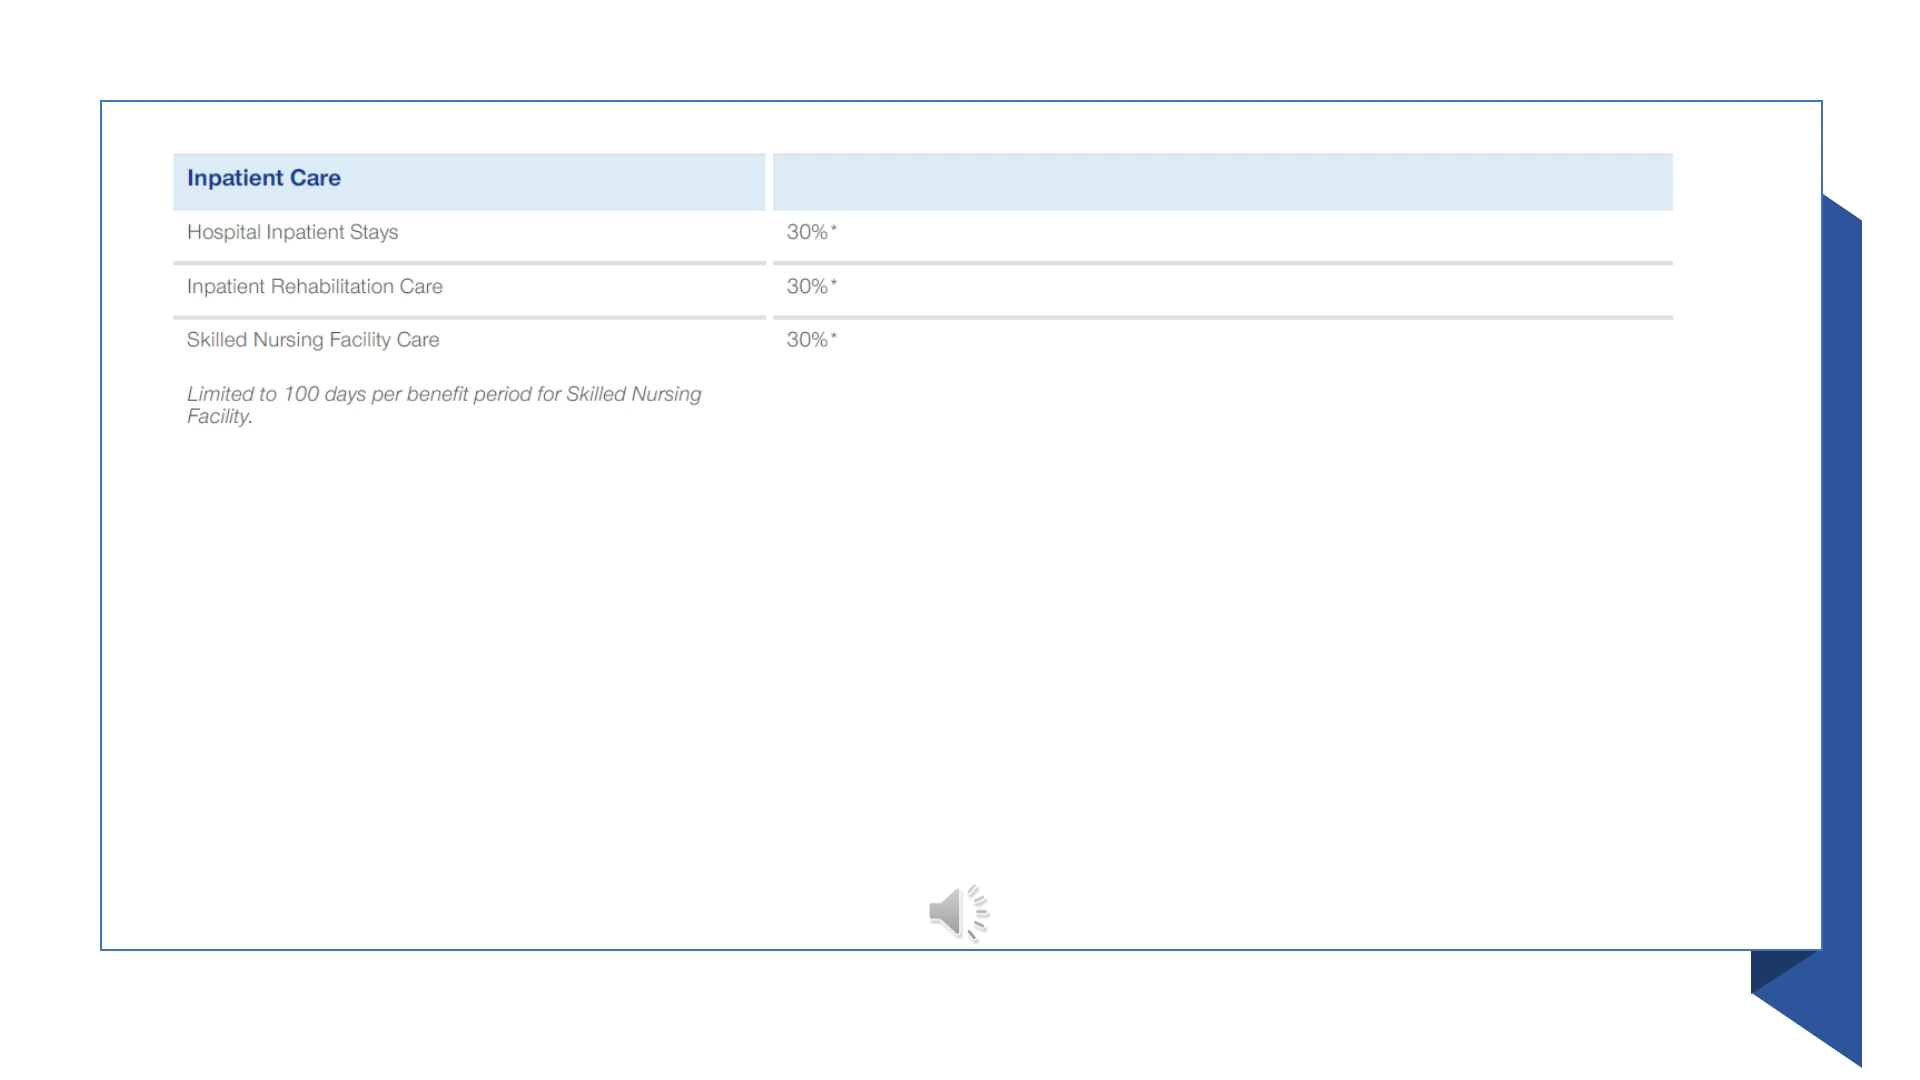 Inpatient Care
Hospital Inpatient Stays 30%*
Inpatient Rehabilitation Care 30%*
Skilled Nursing Facility Care 30%*
Limited to 100 days per benefit period for Skilled Nursing
Facility.